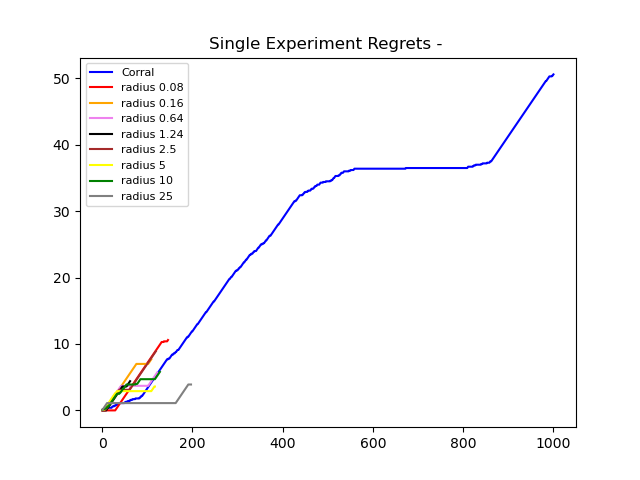 Single Experiment Regrets -
50
40
30
20
10
0
Corral
radius 0.08
radius 0.16
radius 0.64
radius 1.24
radius 2.5
radius 5
radius 10
radius 25
0 200 400 600 800 1000